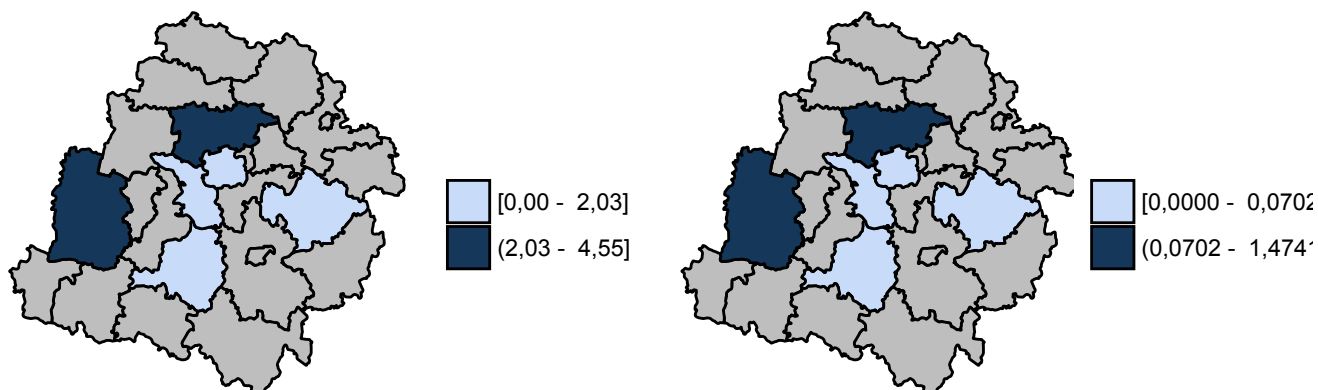 [0,00 - 2,03]
(2,03 - 4,55]
[0,0000 - 0,0702
(0,0702 - 1,474